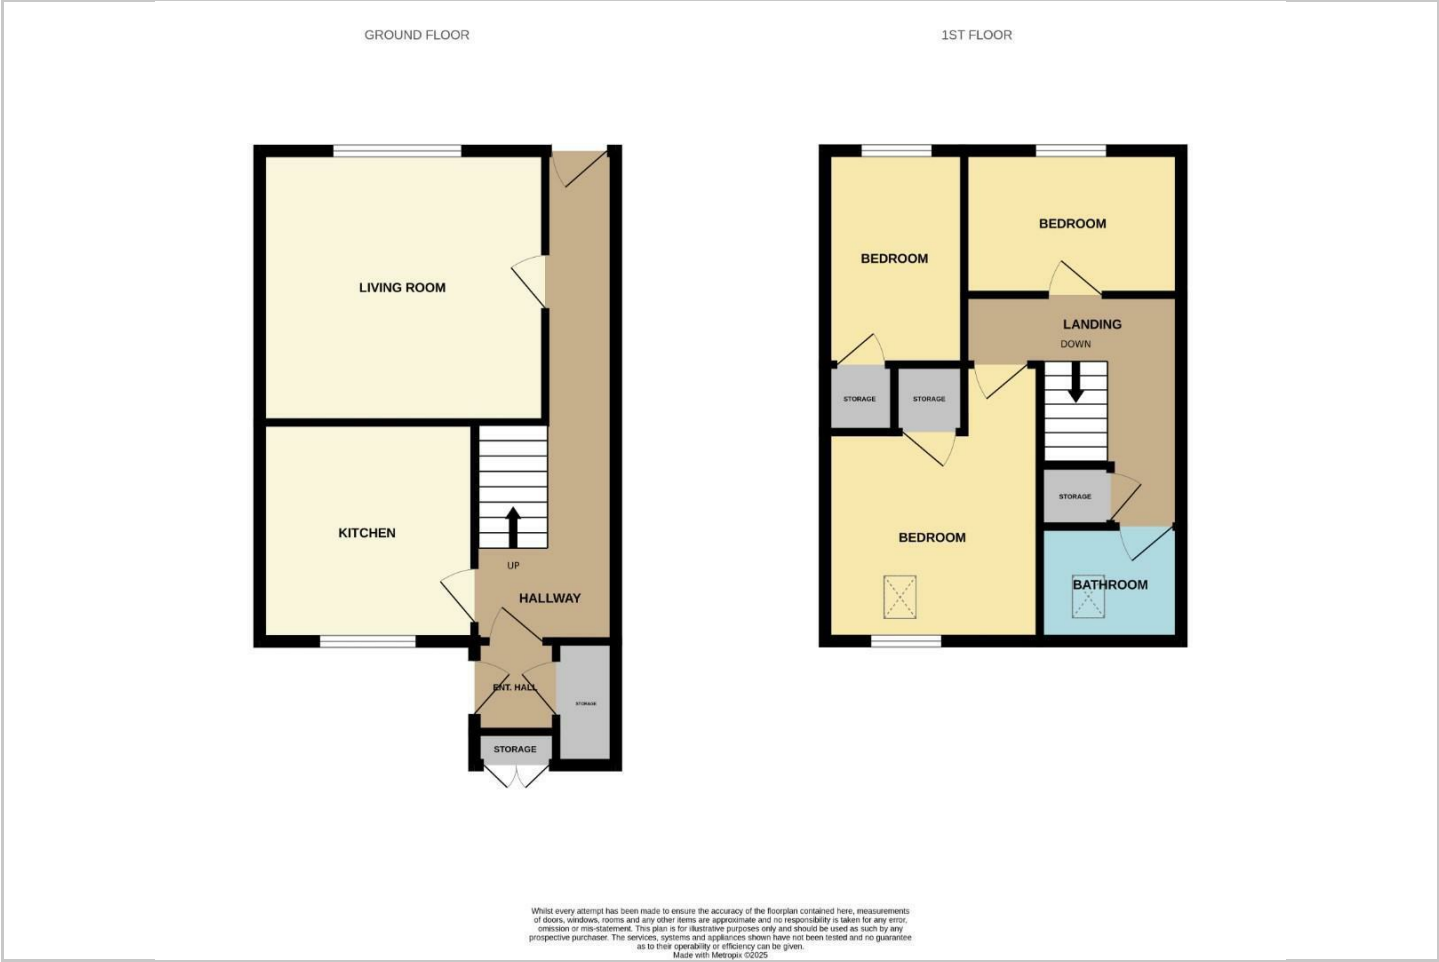 GROUND FLOOR
1ST FLOOR
LIVING ROOM
KITCHEN
UP
HALLWAY
ENT. HALL
STORAGE
STORAGE
BEDROOM
BEDROOM
LANDING
DOWN
STORAGE
STORAGE
STORAGE
BEDROOM
BATHROOM
Whilst every attempt has been made to ensure the accuracy of the floorplan contained here, measurements
of doors, windows, rooms and any other items are approximate and no responsibility is taken for any error,
omission or mis-statement. This plan is for illustrative purposes only and should be used as such by any
prospective purchaser. The services, systems and appliances shown have not been tested and no guarantee
as to their operability or efficiency can be given.
Made with Metropix ©2025